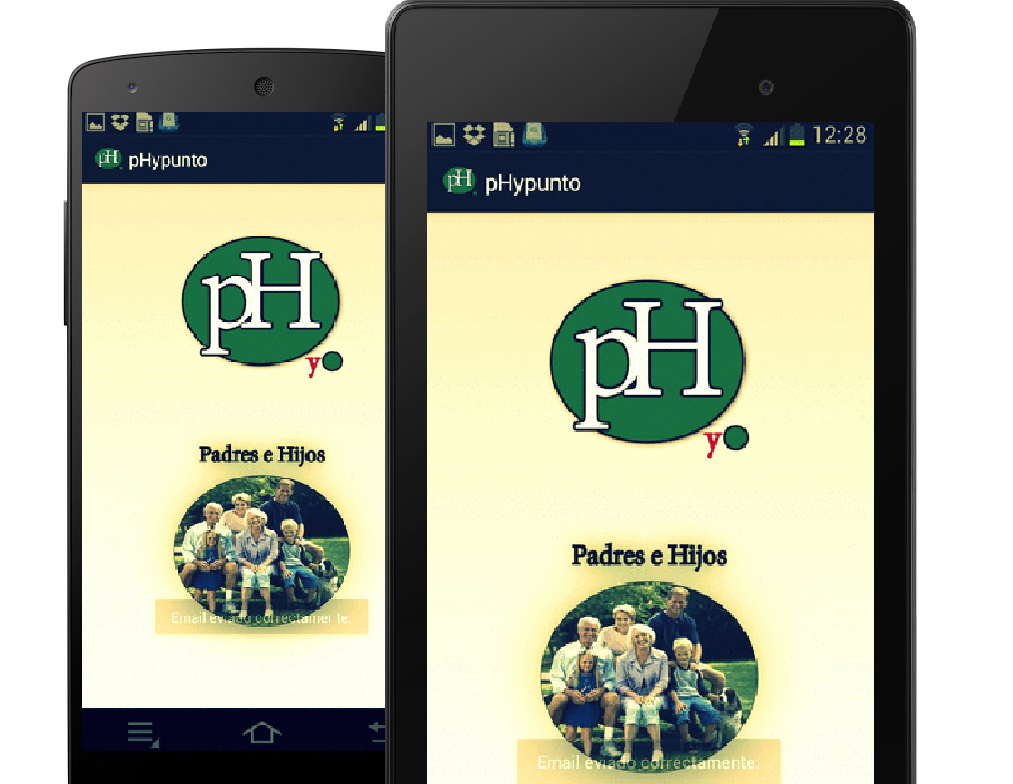 pHypunto
pH
y
Padres e Hijos
Email eviado correctamente.
12:28
pHypunto
pH
y
Padres e Hijos
Email eviado correctamente.